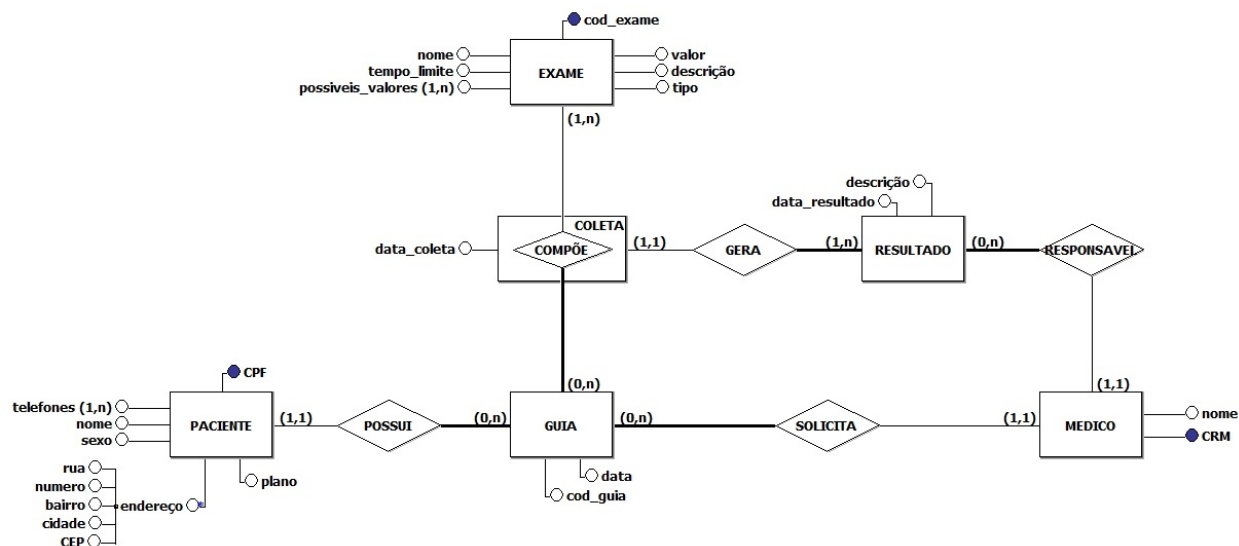 cod_exame
nome
valor
tempo_limite
EXAME
descrição
possiveis_valores (1,n)
tipo
(1,n)
descrição
data_resultado
COLETA
data_coleta
COMPÕE
(1,1)
GERA
(1,n)
RESULTADO
(0,n)
RESPONSAVEL
CPF
(0,n)
(1,1)
telefones (1,n)
nome
sexo
PACIENTE
(1,1)
POSSUI
(0,n)
GUIA
(0,n)
SOLICITA
(1,1)
MEDICO
nome
CRM
rua
numero
bairro
cidade
CEP
endereço
plano
data
cod_guia